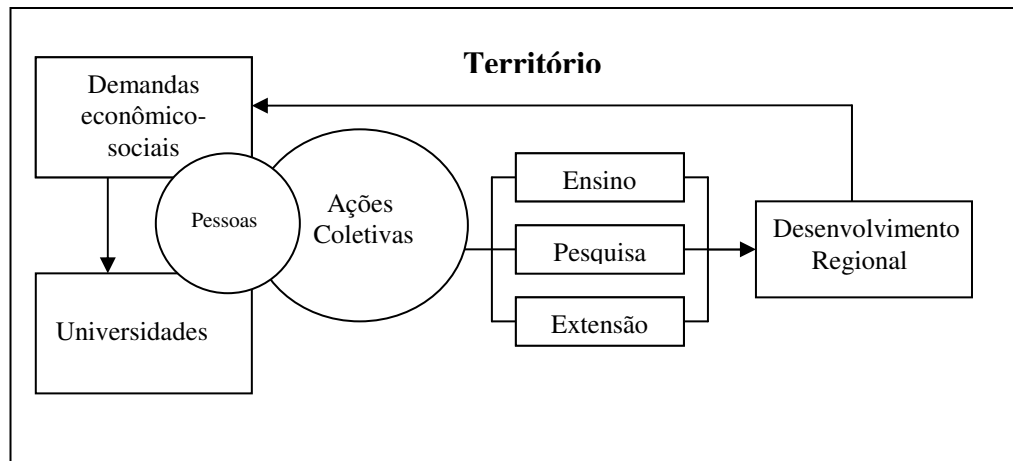 Território
Demandas
econômico-
sociais
Pessoas
Ações
Coletivas
Universidades
Ensino
Pesquisa
Extensão
Desenvolvimento
Regional